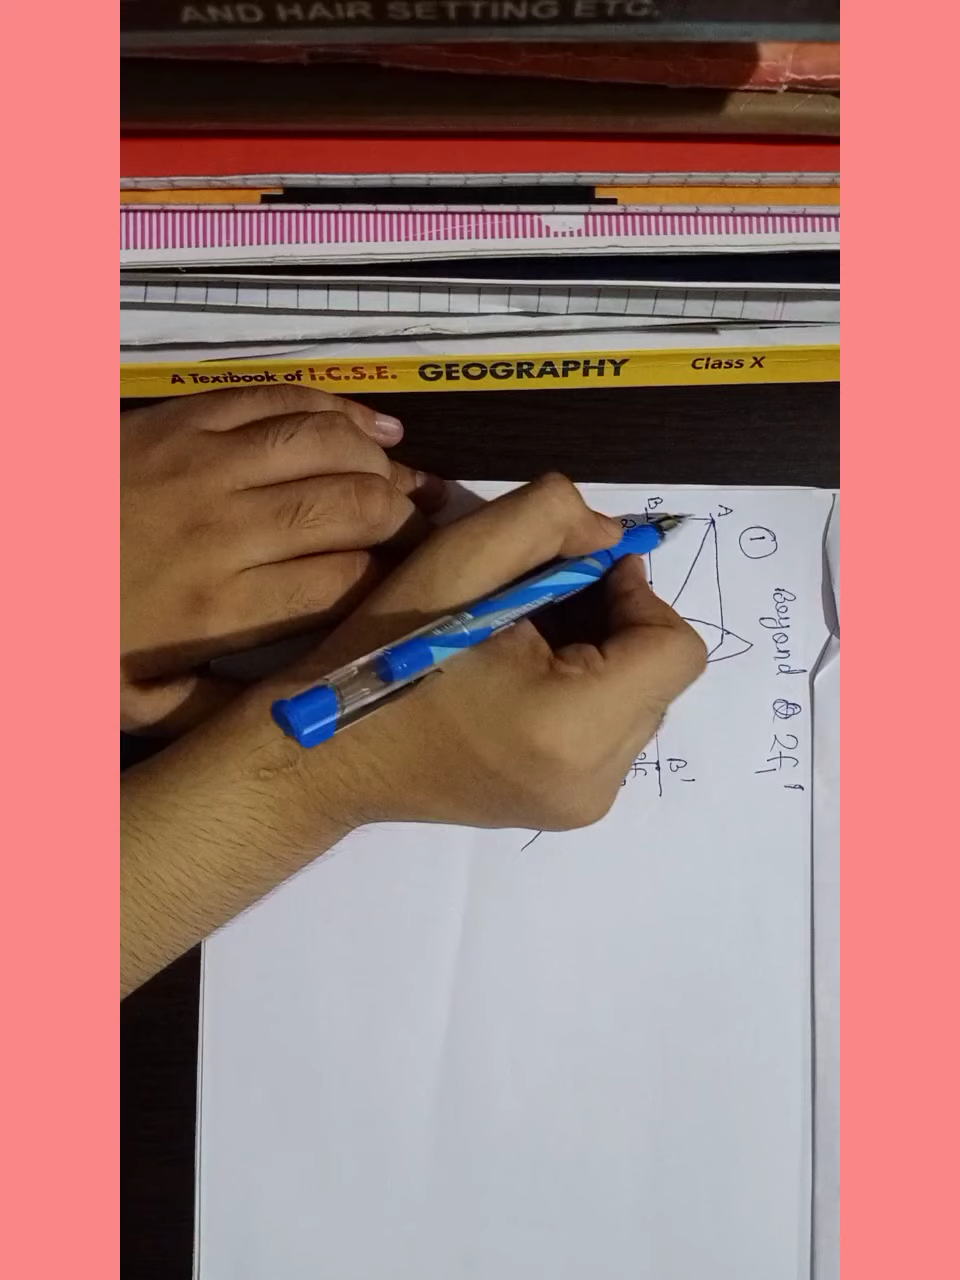 AND HAIR SETTING ETC.
A Textbook of I.C.S.E. GEOGRAPHY Class X
① Beyond 2f₁
A
B
B'